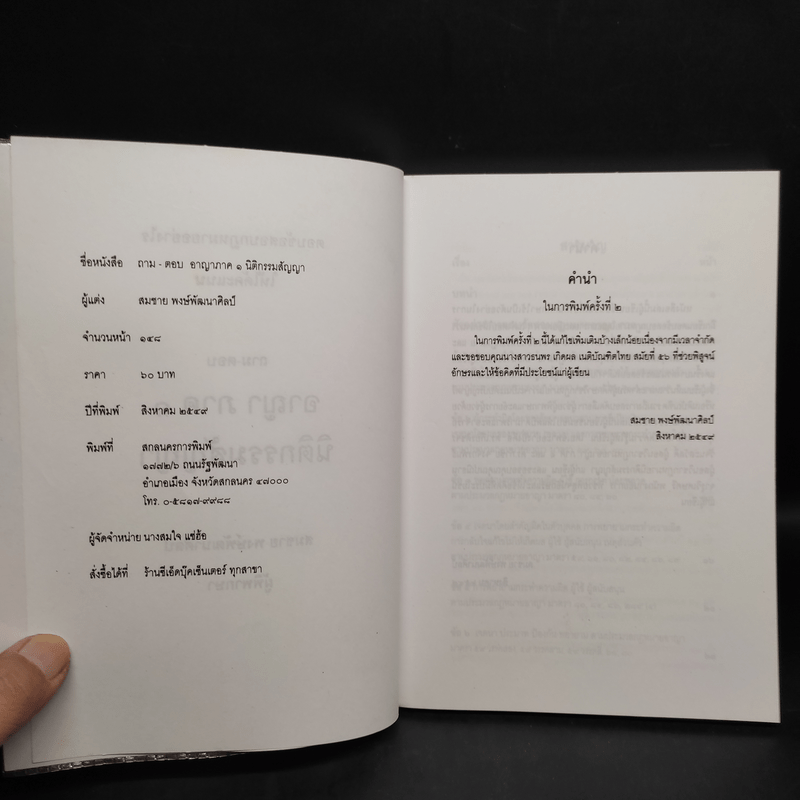 ชื่อหนังสือ ถาม - ตอบ อาญาภาค ๑ นิติกรรมสัญญา
ผู้แต่ง สมชาย พงษ์พัฒนาศิลป์
จำนวนหน้า ๑๔๘
ราคา ๖๐ บาท
ปีที่พิมพ์ สิงหาคม ๒๕๔๙
พิมพ์ที่ สกลนครการพิมพ์
๑๗๗๒/๖ ถนนรัฐพัฒนา
อำเภอเมือง จังหวัดสกลนคร ๔๗๐๐๐
โทร. ๐-๕๘๑๗-๙๙๘๘
ผู้จัดจำหน่าย นางสมใจ แซ่ฮ้อ
สั่งซื้อได้ที่ ร้านซีเอ็ดบุ๊คเซ็นเตอร์ ทุกสาขา
คำนำ
ในการพิมพ์ครั้งที่ ๒
ในการพิมพ์ครั้งที่ ๒ นี้ได้แก้ไขเพิ่มเติมบ้างเล็กน้อยเนื่องจากมีเวลาจำกัด
และขอขอบคุณนางสาวธนพร เกิดผล เนติบัณฑิตไทย สมัยที่ ๕๖ ที่ช่วยพิสูจน์
อักษรและให้ข้อคิดที่มีประโยชน์แก่ผู้เขียน
สมชาย พงษ์พัฒนาศิลป์
สิงหาคม ๒๕๔๙